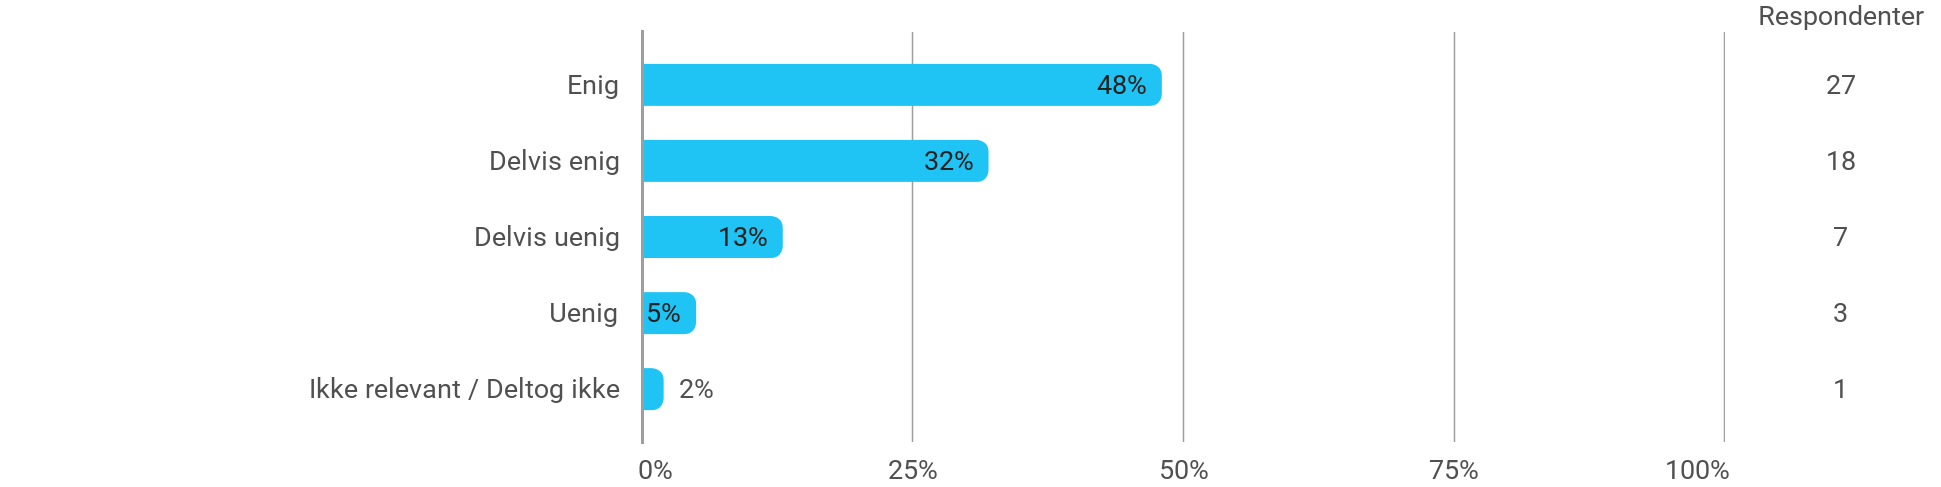 Respondenter
Enig 48% 27
Delvis enig 32% 18
Delvis uenig 13% 7
Uenig 5% 3
Ikke relevant / Deltog ikke 2% 1
0% 25% 50% 75% 100%